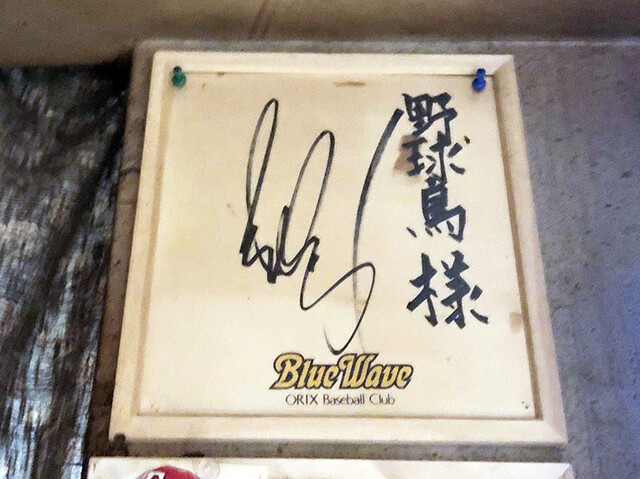 野球鳥様
BlueWave
ORIX Baseball Club